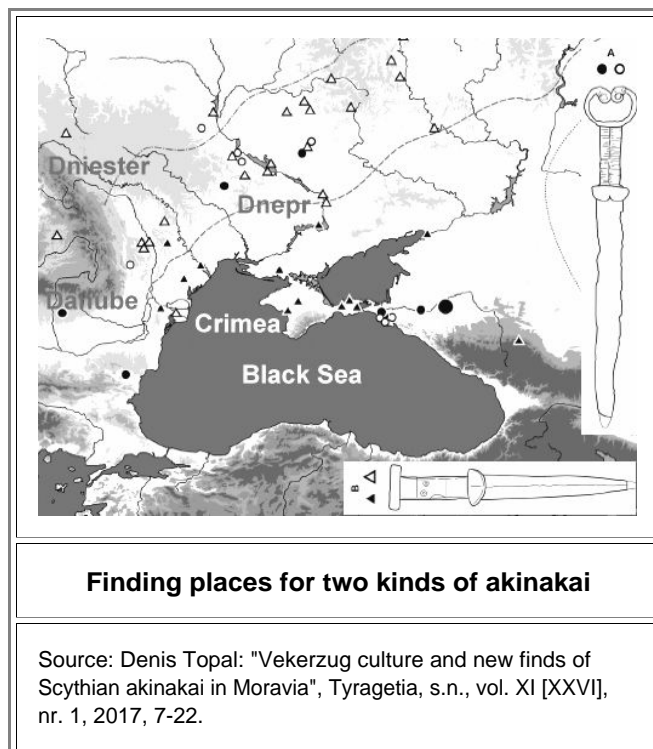 A
Dniester
Dnepr
Danube
Crimea
Black Sea
B
Finding places for two kinds of akinakai
Source: Denis Topal: "Vekerzug culture and new finds of
Scythian akinakai in Moravia", Tyragetia, s.n., vol. XI [XXVI],
nr. 1, 2017, 7-22.